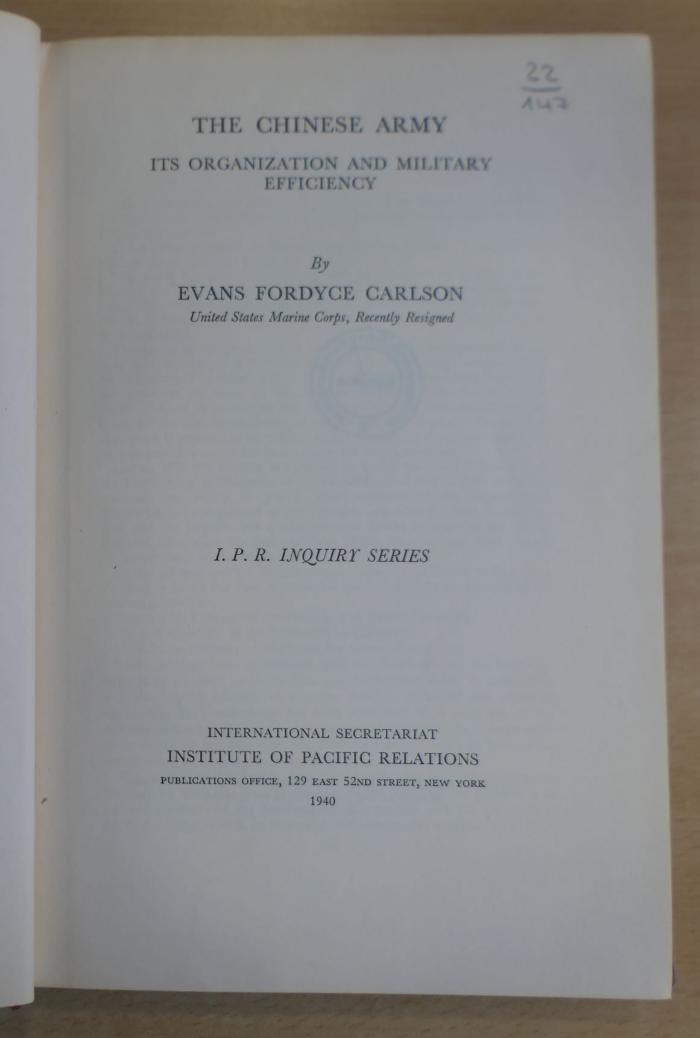 22
147
THE CHINESE ARMY
ITS ORGANIZATION AND MILITARY
EFFICIENCY
By
EVANS FORDYCE CARLSON
United States Marine Corps, Recently Resigned
I. P. R. INQUIRY SERIES
INTERNATIONAL SECRETARIAT
INSTITUTE OF PACIFIC RELATIONS
PUBLICATIONS OFFICE, 129 EAST 52ND STREET, NEW YORK
1940